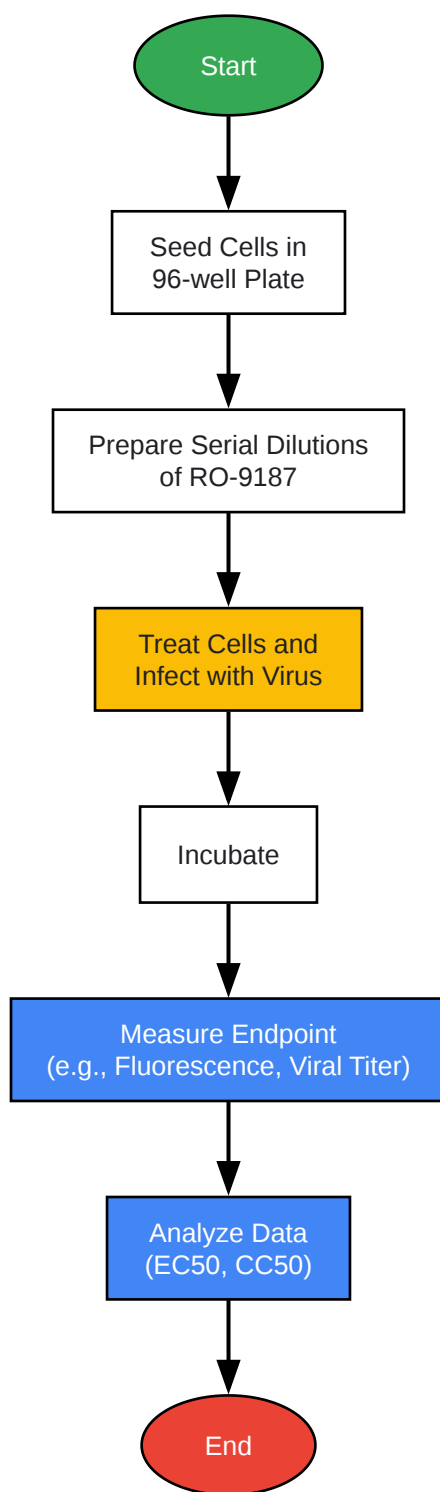 Start
Seed Cells in
96-well Plate
Prepare Serial Dilutions
of RO-9187
Treat Cells and
Infect with Virus
Incubate
Measure Endpoint
(e.g., Fluorescence, Viral Titer)
Analyze Data
(EC50, CC50)
End